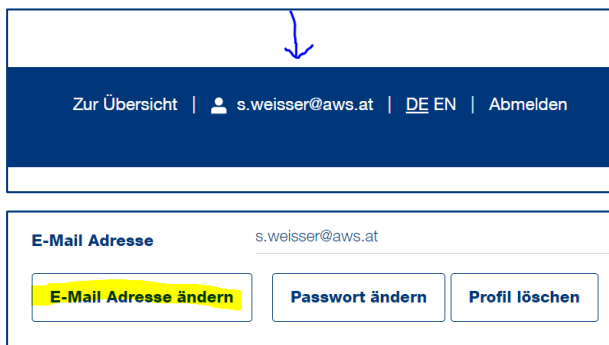 Zur Übersicht | s.weisser@aws.at | DE EN | Abmelden
E-Mail Adresse s.weisser@aws.at
E-Mail Adresse ändern Passwort ändern Profil löschen